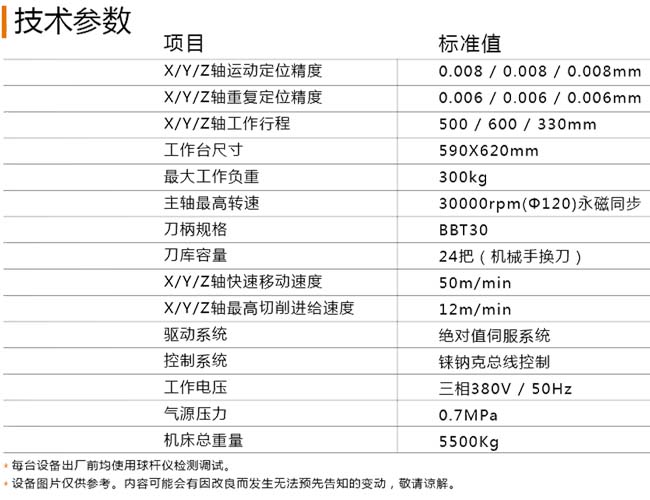 技术参数
项目 标准值
X/Y/Z轴运动定位精度 0.008 / 0.008 / 0.008mm
X/Y/Z轴重复定位精度 0.006 / 0.006 / 0.006mm
X/Y/Z轴工作行程 500 / 600 / 330mm
工作台尺寸 590X620mm
最大工作负重 300kg
主轴最高转速 30000rpm(Φ120)永磁同步
刀柄规格 BBT30
刀库容量 24把（机械手换刀）
X/Y/Z轴快速移动速度 50m/min
X/Y/Z轴最高切削进给速度 12m/min
驱动系统 绝对值伺服系统
控制系统 铼钠克总线控制
工作电压 三相380V / 50Hz
气源压力 0.7MPa
机床总重量 5500Kg
* 每台设备出厂前均使用球杆仪检测调试。
* 设备图片仅供参考。内容可能会有因改良而发生无法预先告知的变动，敬请谅解。